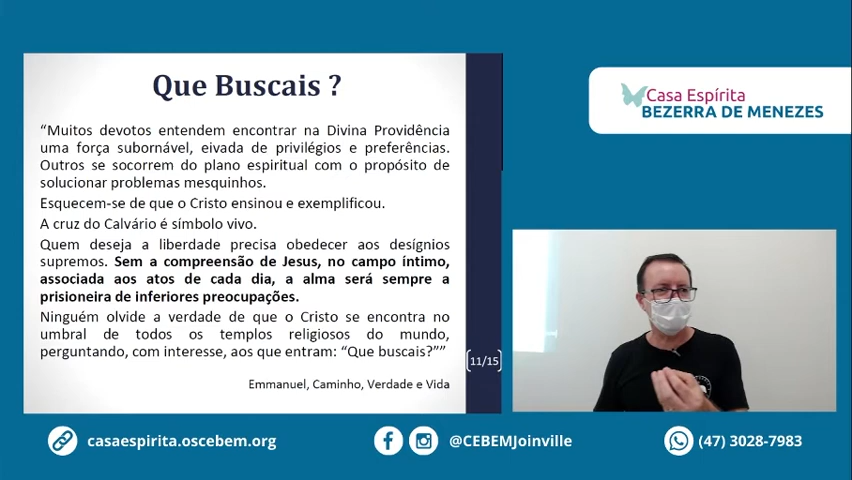 Que Buscais ?
“Muitos devotos entendem encontrar na Divina Providência
uma força subornável, eivada de privilégios e preferências.
Outros se socorrem do plano espiritual com o propósito de
solucionar problemas mesquinhos.
Esquecem-se de que o Cristo ensinou e exemplificou.
A cruz do Calvário é símbolo vivo.
Quem deseja a liberdade precisa obedecer aos desígnios
supremos. Sem a compreensão de Jesus, no campo íntimo,
associada aos atos de cada dia, a alma será sempre a
prisioneira de inferiores preocupações.
Ninguém olvide a verdade de que o Cristo se encontra no
umbral de todos os templos religiosos do mundo,
perguntando, com interesse, aos que entram: “Que buscais?””
Emmanuel, Caminho, Verdade e Vida
11/15
Casa Espírita
BEZERRA DE MENEZES
casaespirita.oscebem.org
@CEBEMJoinville
(47) 3028-7983